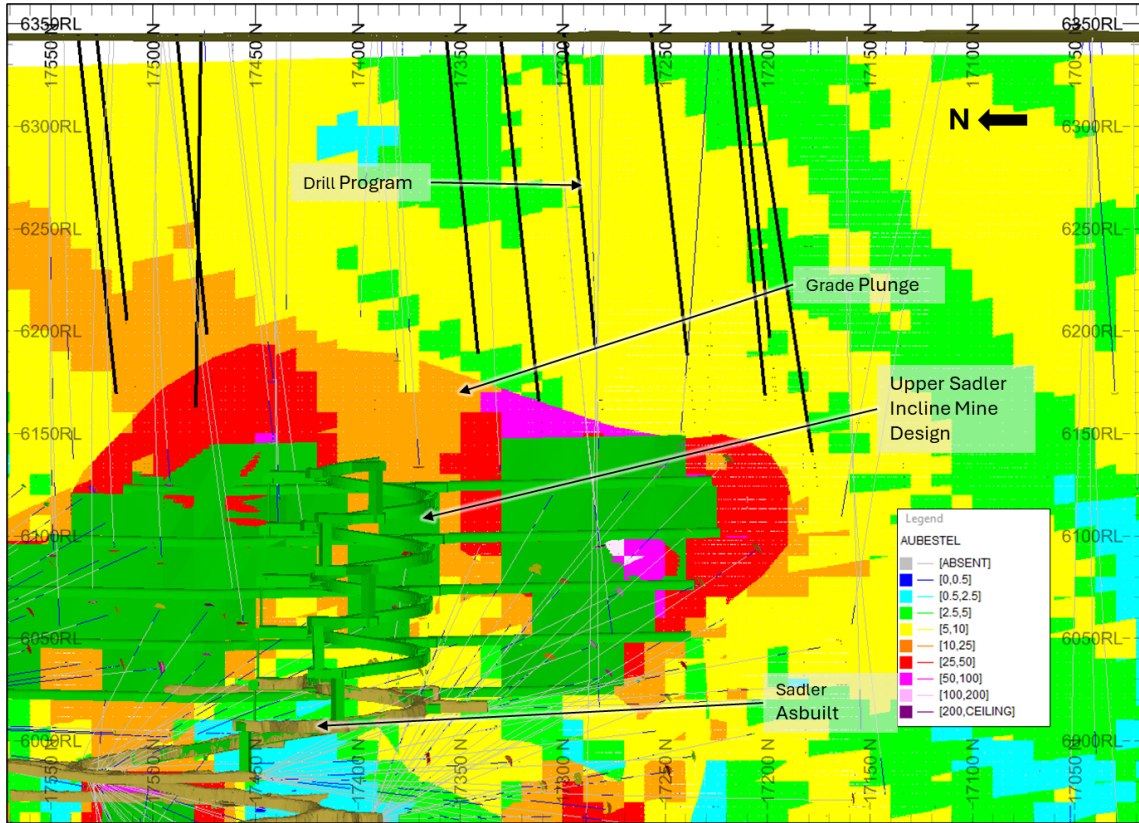 6359RL
6350RL
17550 N
17500 N
17450 N
17400 N
17350 N
17300 N
17250 N
17200 N
17150 N
17100 N
17050 N
6300RL
N
6300RL
Drill Program
6250RL
6250RL
Grade Plunge
6200RL
6200RL
Upper Sadler
Incline Mine
Design
6150RL
6150RL
6100RL
Legend
AUBESTEL
[ABSENT]
[0,0.5]
[0.5,2.5]
[2.5,5]
[5,10]
[10,25]
[25,50]
[50,100]
[100,200]
[200,CEILING]
6050RL
6050RL
Sadler
Asbuilt
6000RL
6000RL
17550 N
17500 N
17450 N
17400 N
17350 N
17300 N
17250 N
17200 N
17150 N
17100 N
17050 N